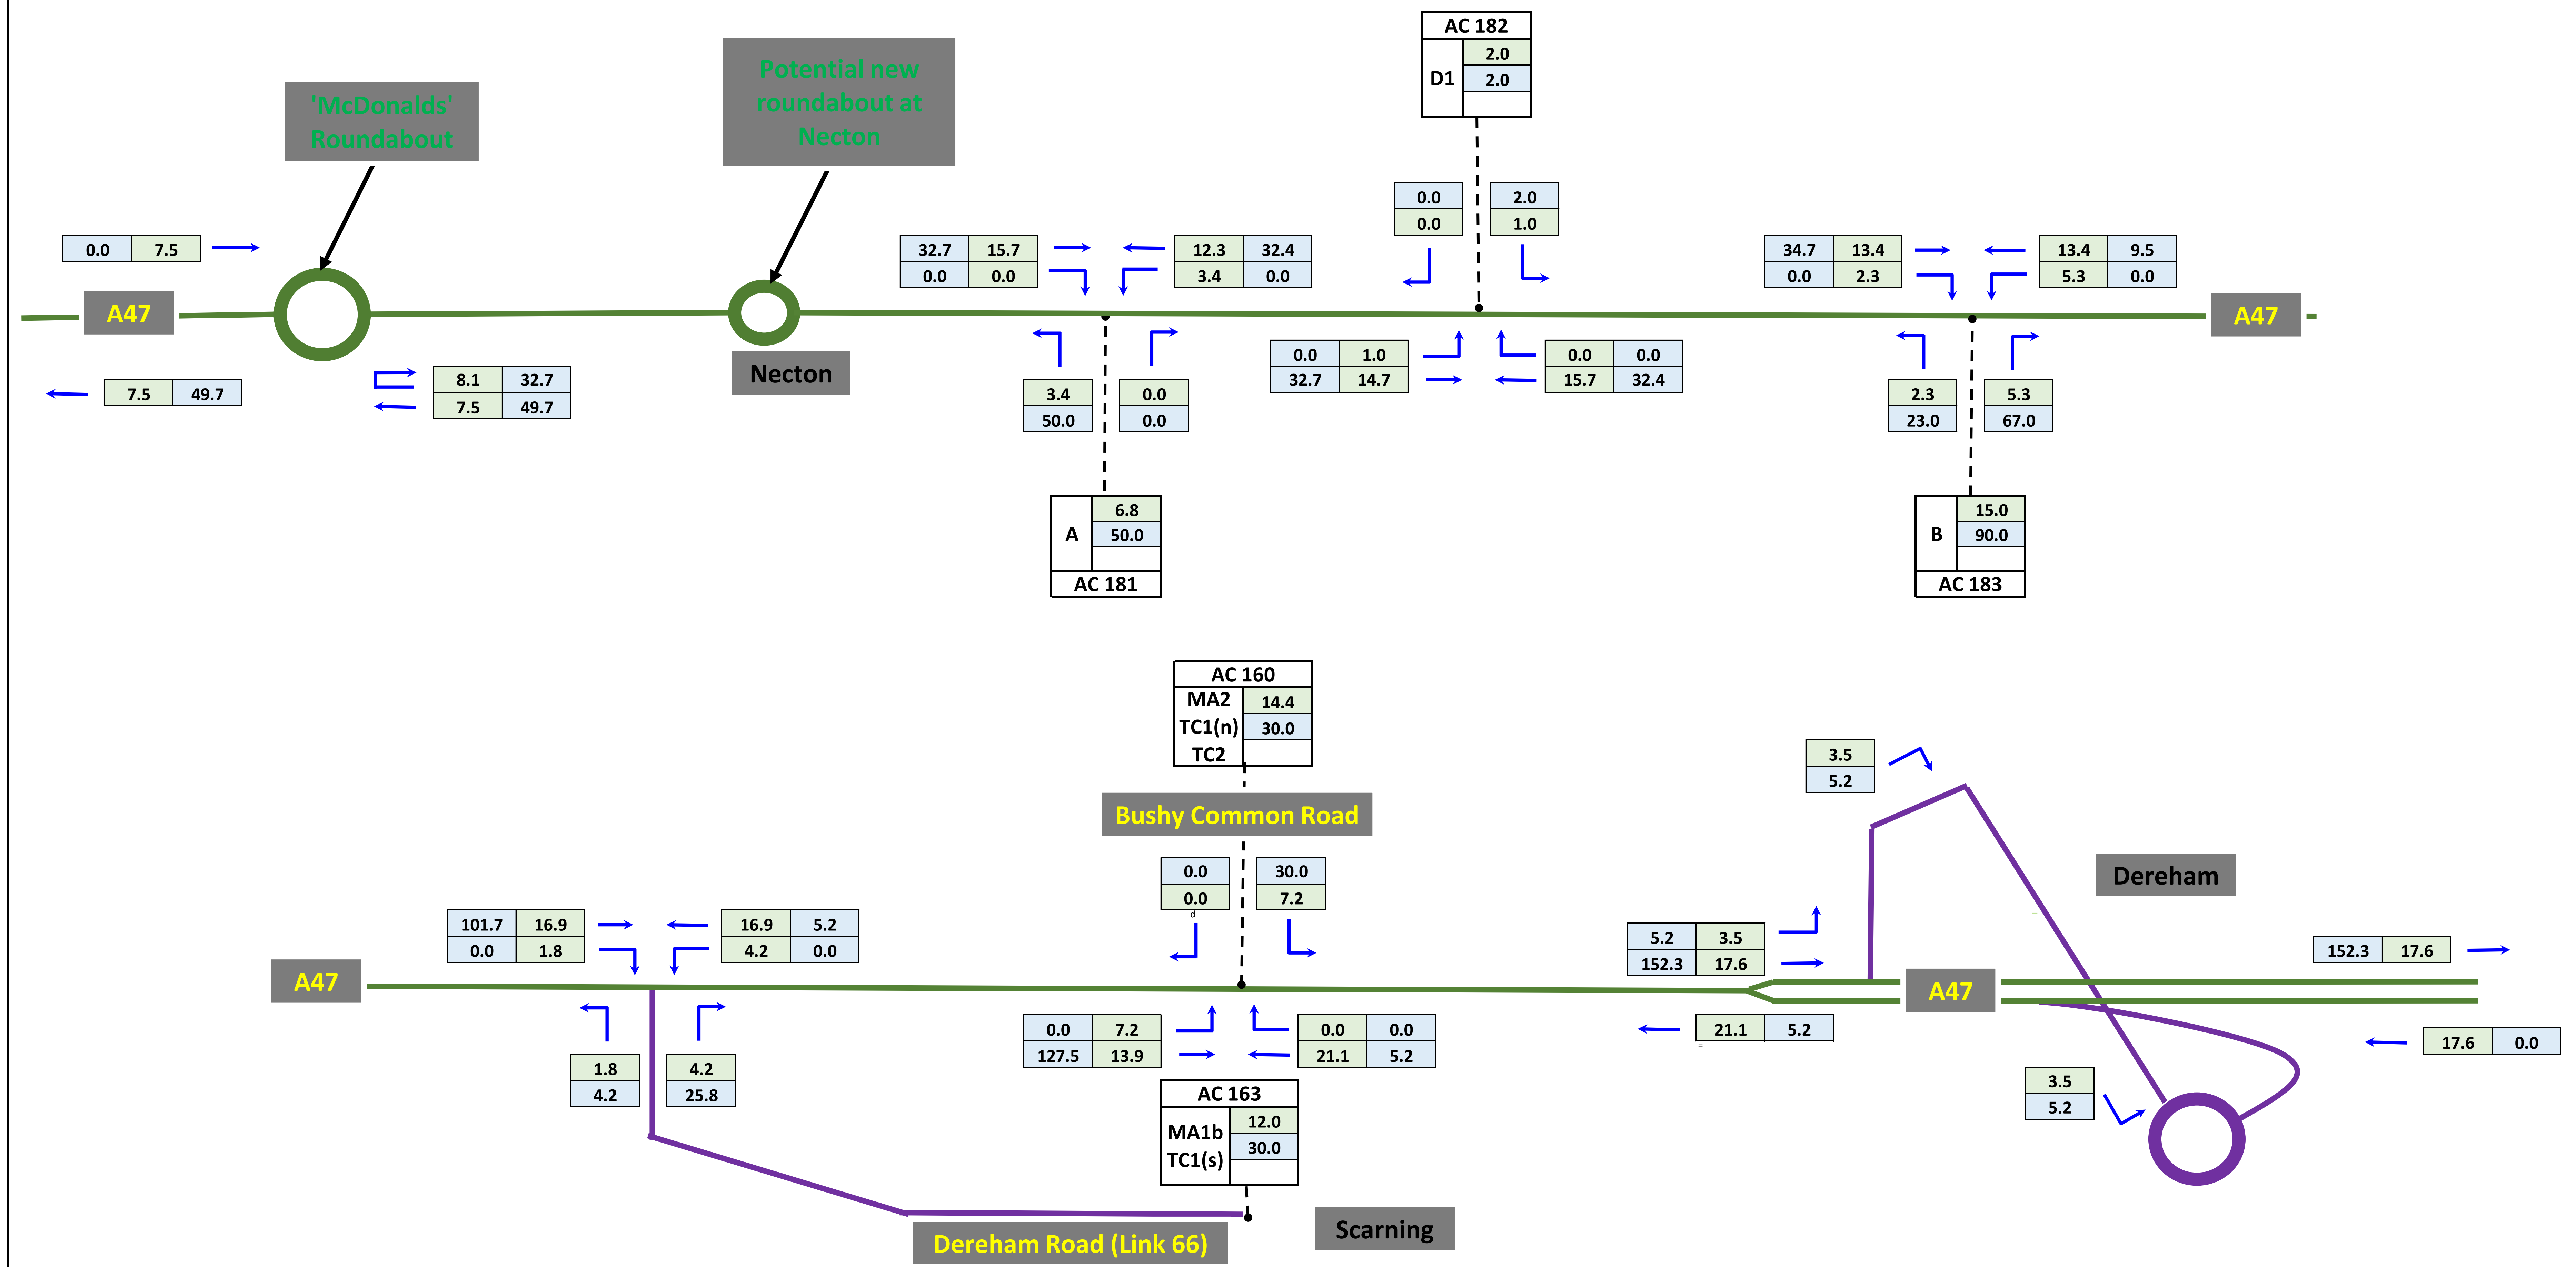 AC 182
D1
2.0
2.0
'McDonalds'
Roundabout
Potential new
roundabout at
Necton
0.0 7.5
A47
7.5 49.7
8.1 32.7
7.5 49.7
Necton
32.7 15.7
0.0 0.0
12.3 32.4
3.4 0.0
3.4
50.0
0.0
0.0
A
6.8
50.0
AC 181
0.0
0.0
2.0
1.0
0.0 1.0
32.7 14.7
0.0 0.0
15.7 32.4
34.7 13.4
0.0 2.3
13.4 9.5
5.3 0.0
A47
2.3
23.0
5.3
67.0
B
15.0
90.0
AC 183
AC 160
MA2
TC1(n)
TC2
14.4
30.0
Bushy Common Road
0.0
0.0
d
30.0
7.2
101.7 16.9
0.0 1.8
16.9 5.2
4.2 0.0
A47
1.8
4.2
4.2
25.8
0.0 7.2
127.5 13.9
0.0 0.0
21.1 5.2
AC 163
MA1b
TC1(s)
12.0
30.0
Dereham Road (Link 66)
Scarning
3.5
5.2
Dereham
5.2 3.5
152.3 17.6
A47
152.3 17.6
21.1 5.2
=
17.6 0.0
3.5
5.2